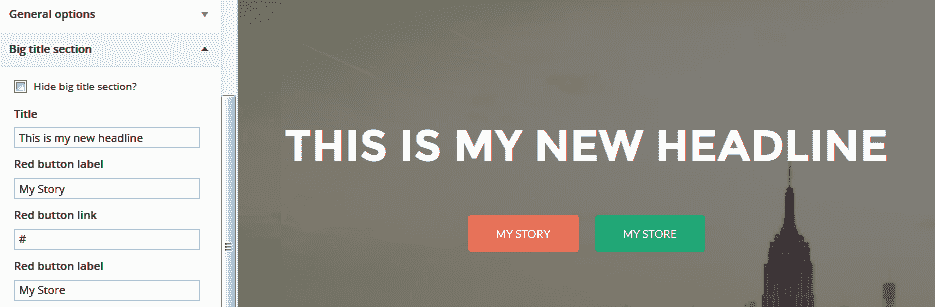 General options
Big title section
Hide big title section?
Title
This is my new headline
Red button label
My Story
Red button link
#
Red button label
My Store
THIS IS MY NEW HEADLINE
MY STORY
MY STORE